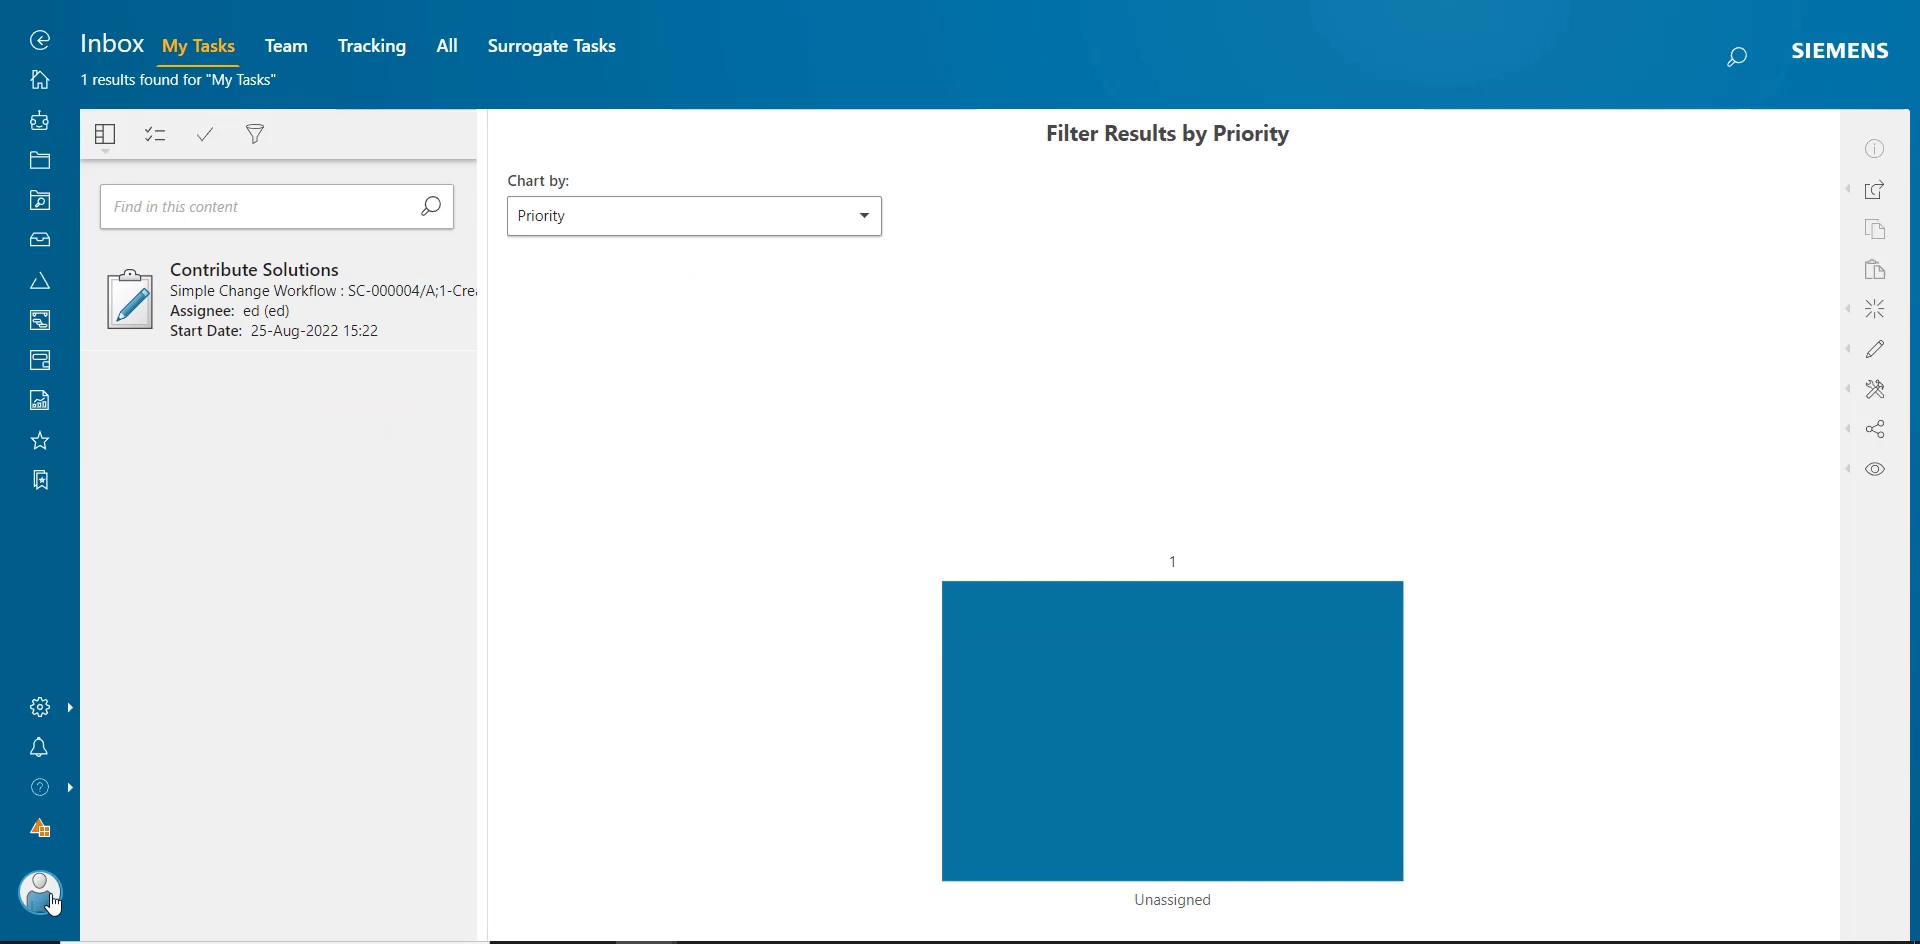 Inbox My Tasks Team Tracking All Surrogate Tasks
SIEMENS
1 results found for "My Tasks"
Find in this content
Contribute Solutions
Simple Change Workflow : SC-000004/A;1-Crea
Assignee: ed (ed)
Start Date: 25-Aug-2022 15:22
Filter Results by Priority
Chart by:
Priority
1
Unassigned